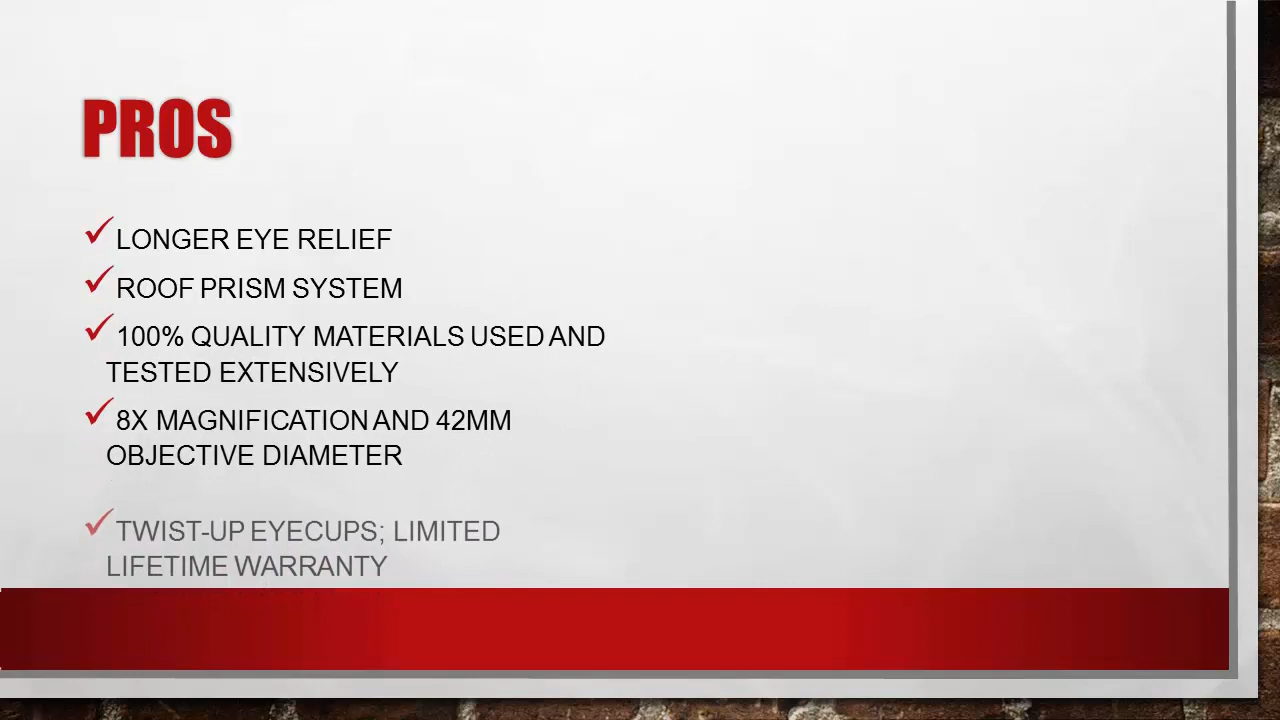 PROS
LONGER EYE RELIEF
ROOF PRISM SYSTEM
100% QUALITY MATERIALS USED AND
TESTED EXTENSIVELY
8X MAGNIFICATION AND 42MM
OBJECTIVE DIAMETER
TWIST-UP EYECUPS; LIMITED
LIFETIME WARRANTY